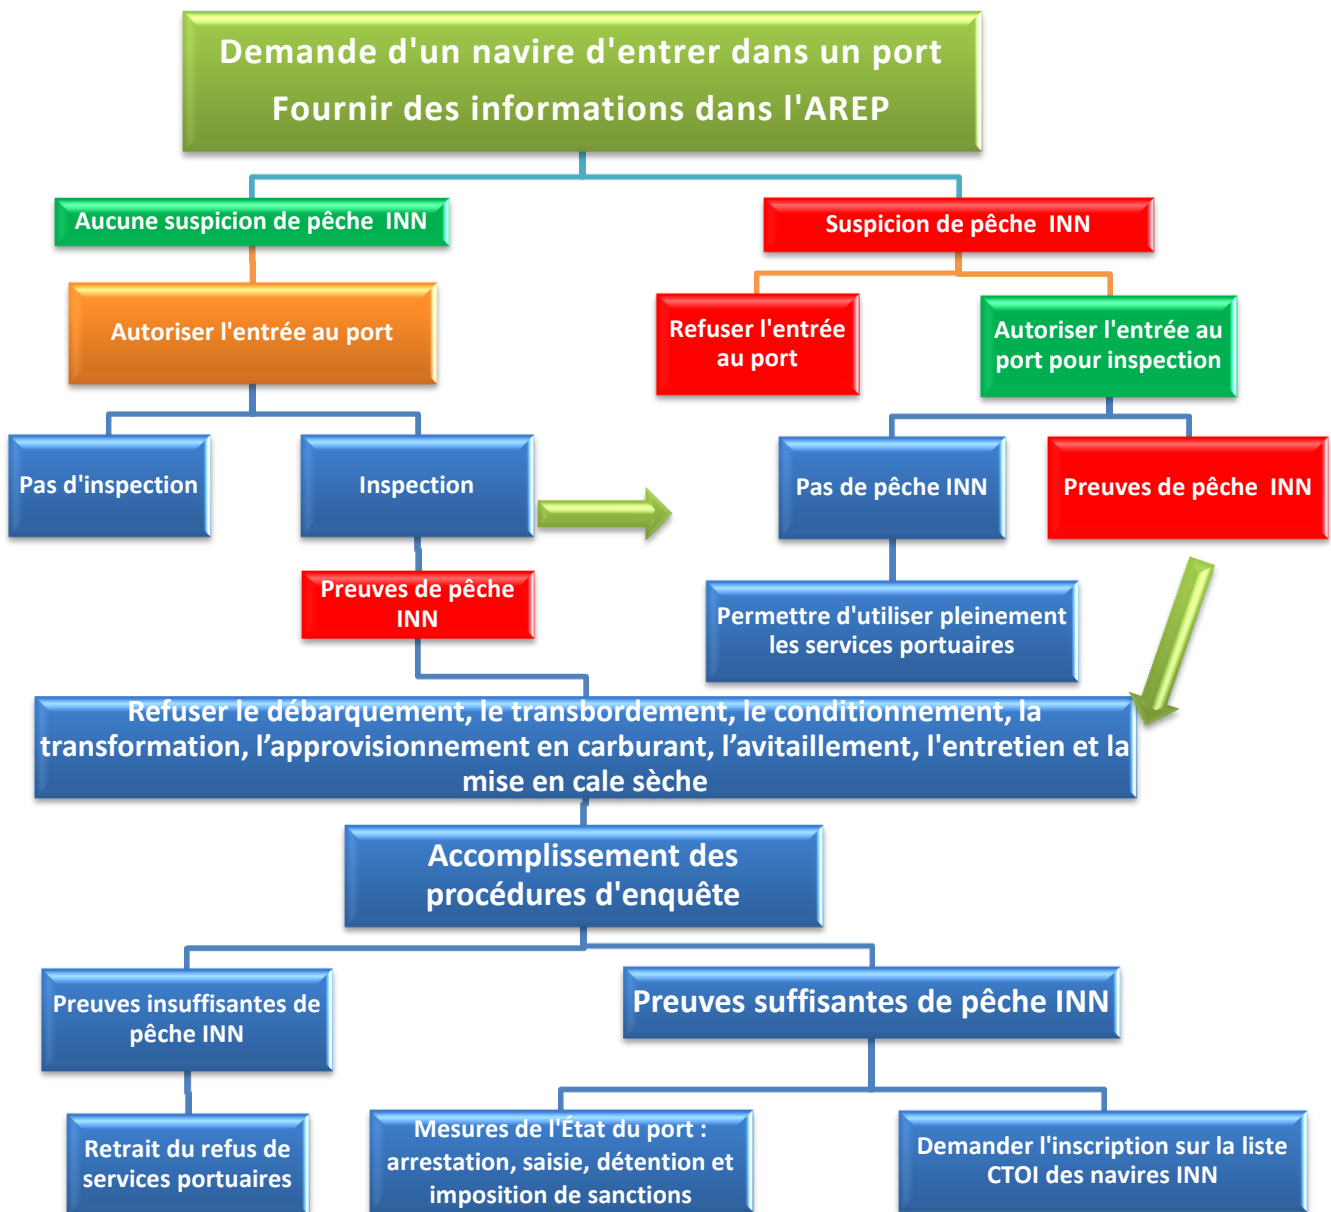 Demande d'un navire d'entrer dans un port
Fournir des informations dans l'AREP
Aucune suspicion de pêche INN
Suspicion de pêche INN
Autoriser l'entrée au port
Refuser l'entrée
au port
Autoriser l'entrée au
port pour inspection
Pas d'inspection
Inspection
Pas de pêche INN
Preuves de pêche INN
Preuves de pêche
INN
Permettre d'utiliser pleinement
les services portuaires
Refuser le débarquement, le transbordement, le conditionnement, la
transformation, l’approvisionnement en carburant, l’avitaillement, l'entretien et la
mise en cale sèche
Accomplissement des
procédures d'enquête
Preuves insuffisantes de
pêche INN
Preuves suffisantes de pêche INN
Retrait du refus de
services portuaires
Mesures de l'État du port :
arrestation, saisie, détention et
imposition de sanctions
Demander l'inscription sur la liste
CTOI des navires INN